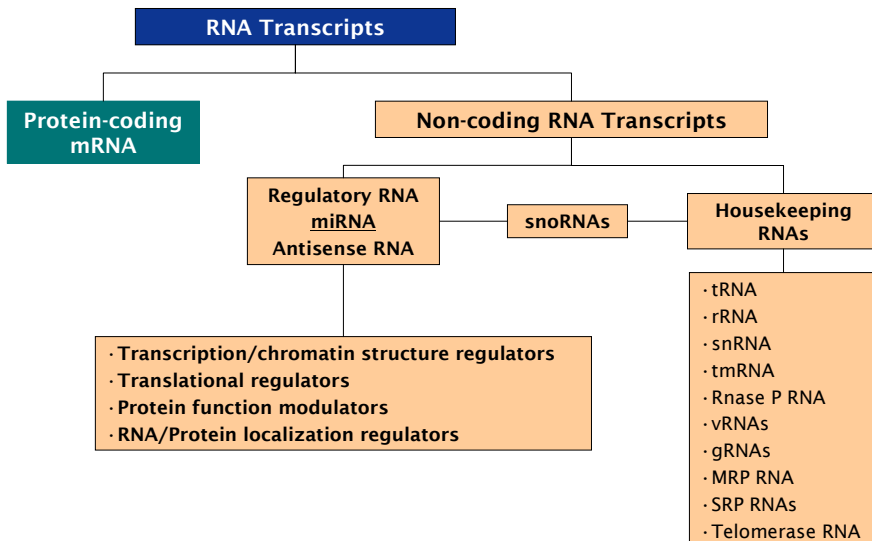 RNA Transcripts
Protein-coding
mRNA
Non-coding RNA Transcripts
Regulatory RNA
miRNA
Antisense RNA
snoRNAs
Housekeeping
RNAs
· Transcription/chromatin structure regulators
· Translational regulators
· Protein function modulators
· RNA/Protein localization regulators
· tRNA
· rRNA
· snRNA
· tmRNA
· Rnase P RNA
· vRNAs
· gRNAs
· MRP RNA
· SRP RNAs
· Telomerase RNA